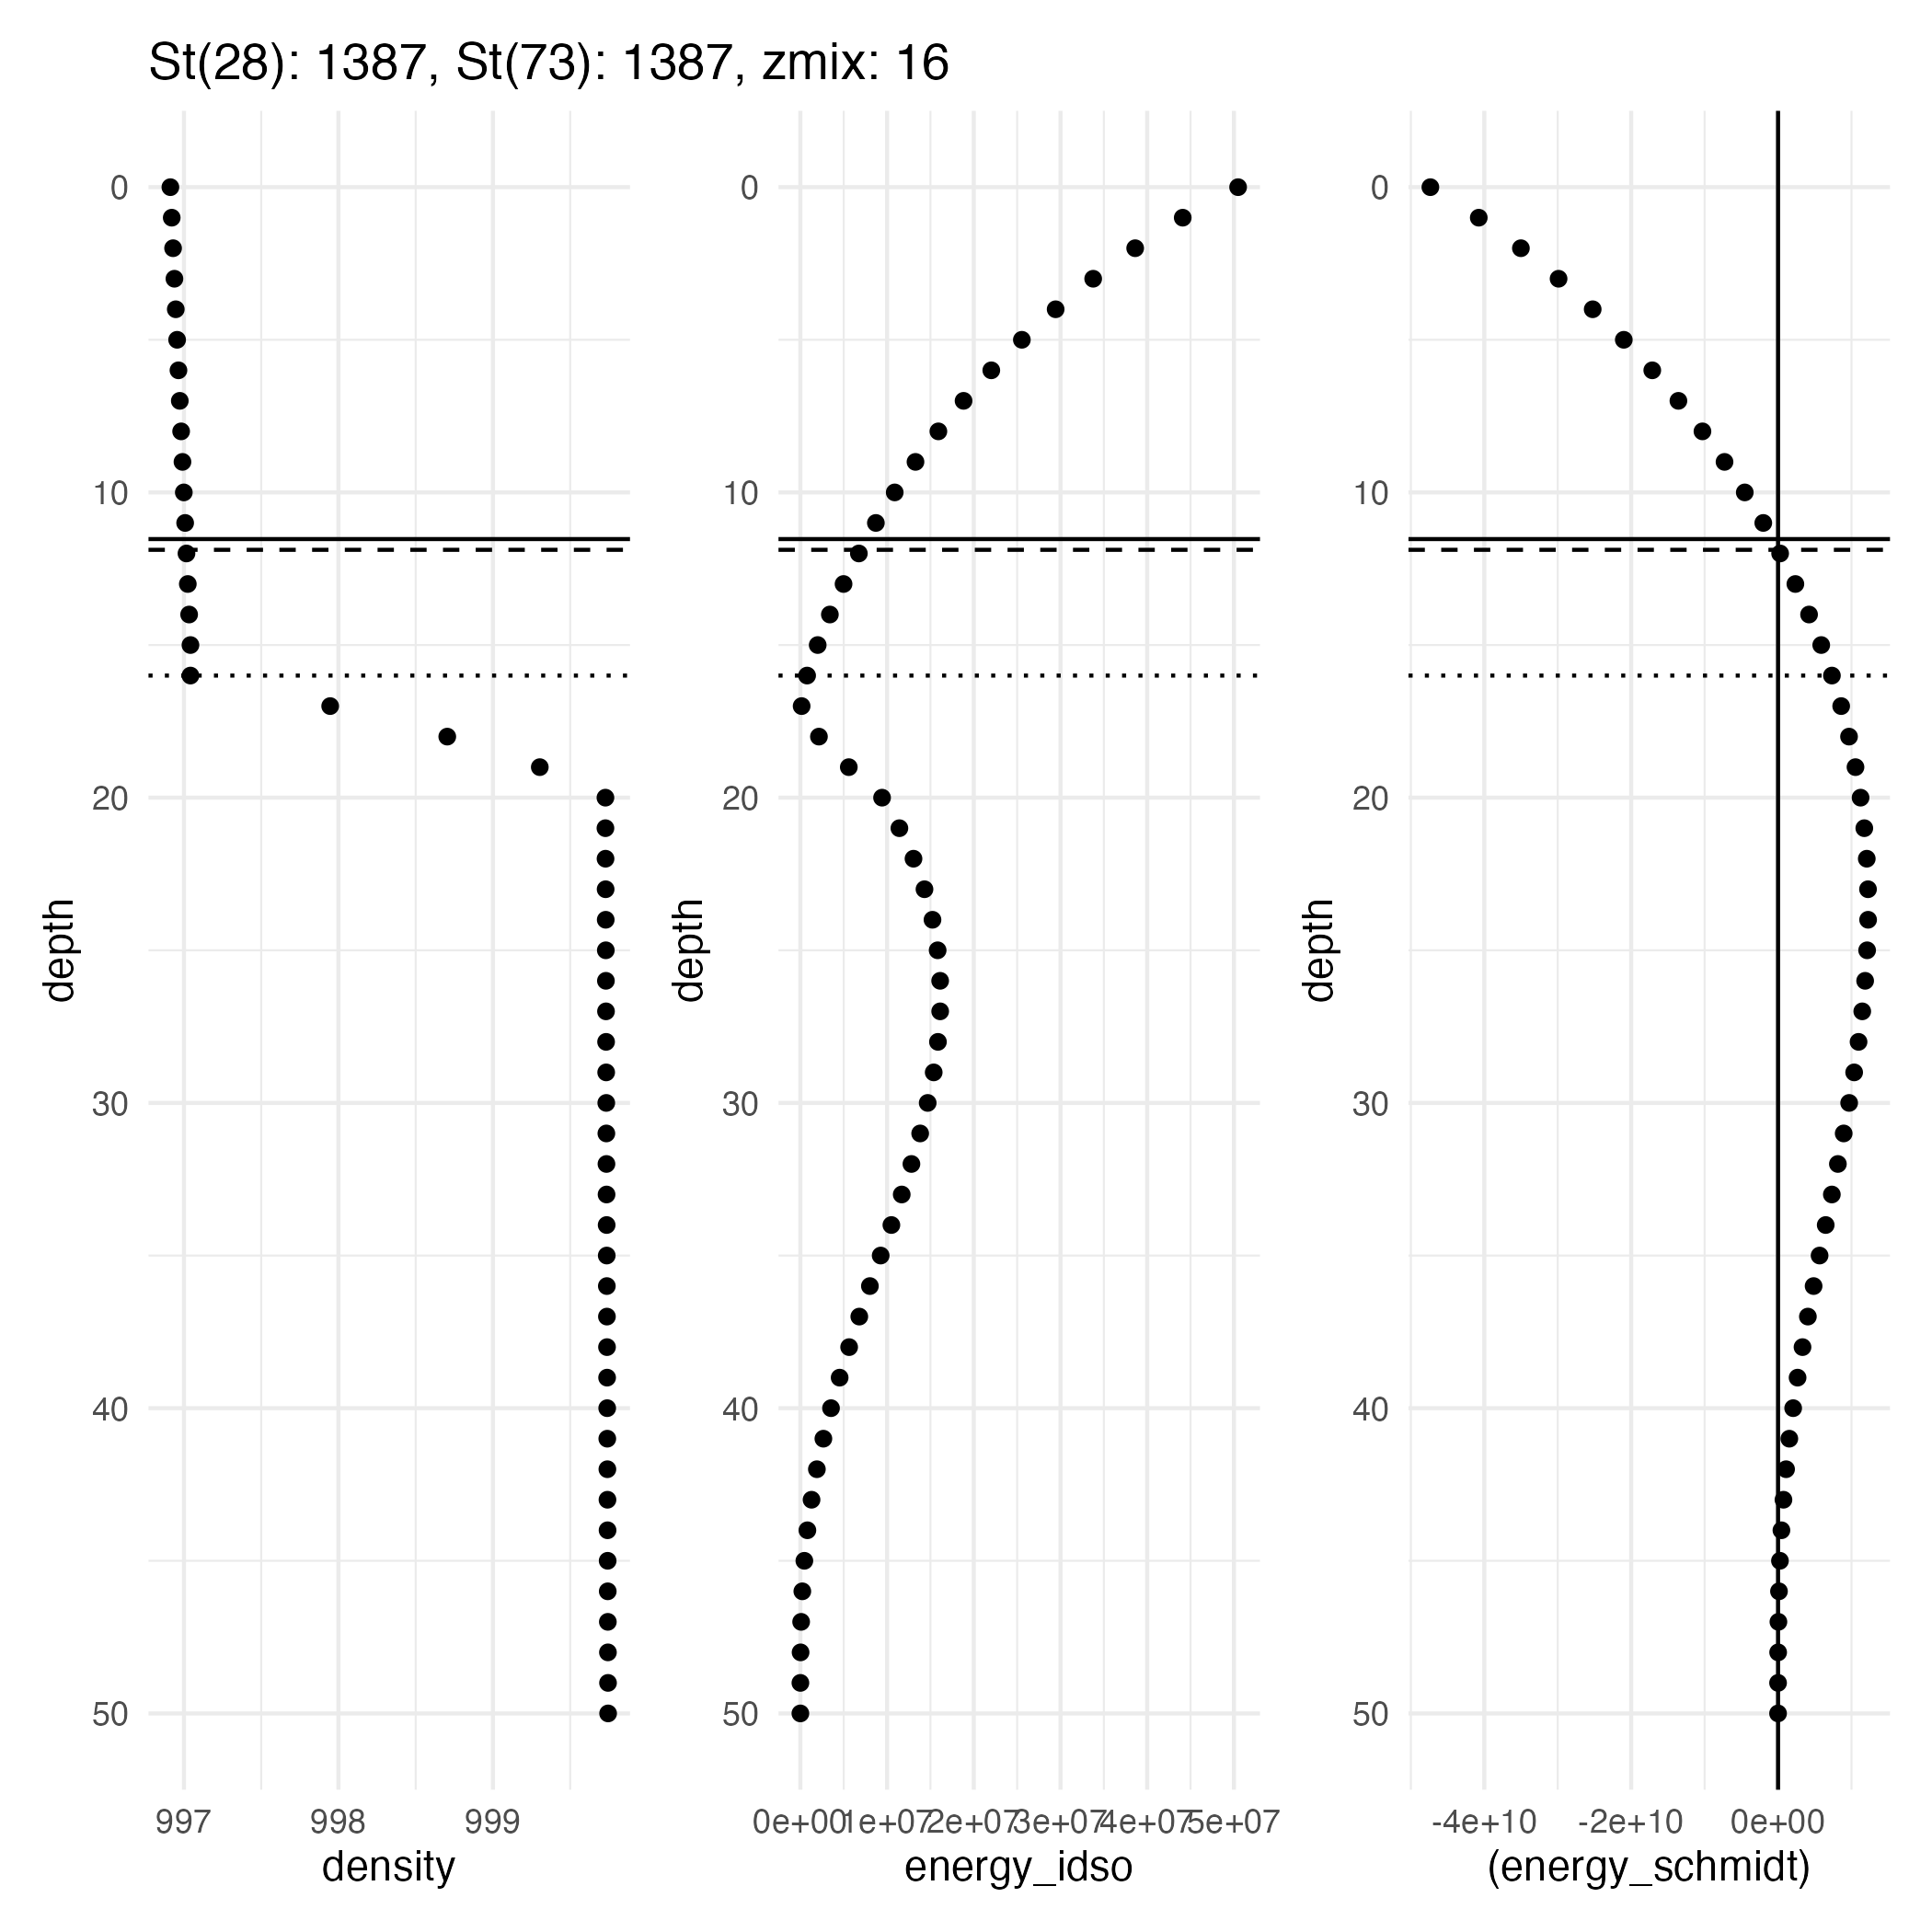 St(28): 1387, St(73): 1387, zmix: 16
0
10
20
30
40
50
depth
997 998 999
density
0
10
20
30
40
50
depth
0e+00 1e+07 2e+07 3e+07 4e+07 5e+07
energy_idso
0
10
20
30
40
50
depth
-4e+10 -2e+10 0e+00
(energy_schmidt)